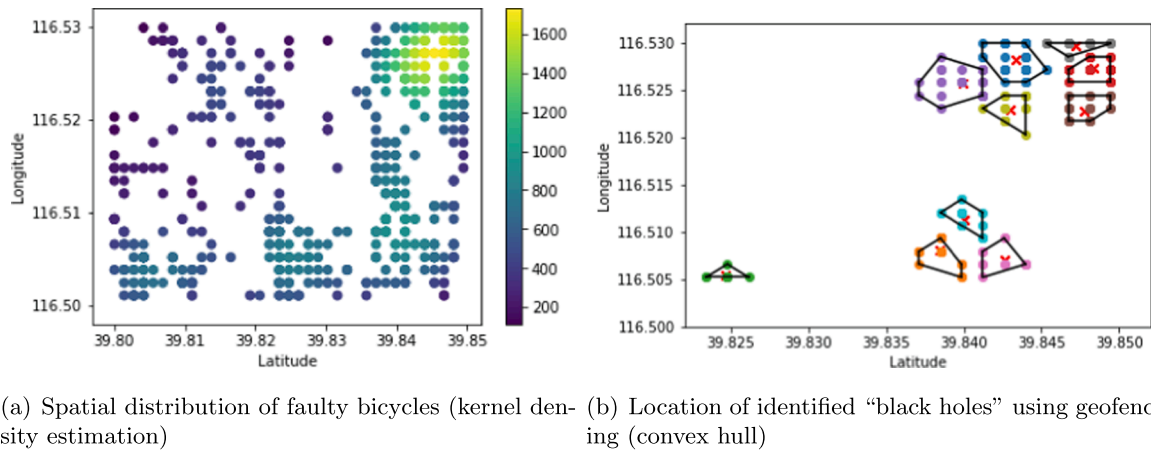 116.53
116.52
116.51
116.50
Longitude
39.80 39.81 39.82 39.83 39.84 39.85
Latitude
1600
1400
1200
1000
800
600
400
200
116.530
116.525
116.520
116.515
116.510
116.505
116.500
Longitude
39.825 39.830 39.835 39.840 39.845 39.850
Latitude
(a) Spatial distribution of faulty bicycles (kernel den-
sity estimation)
(b) Location of identified “black holes” using geofenc
ing (convex hull)